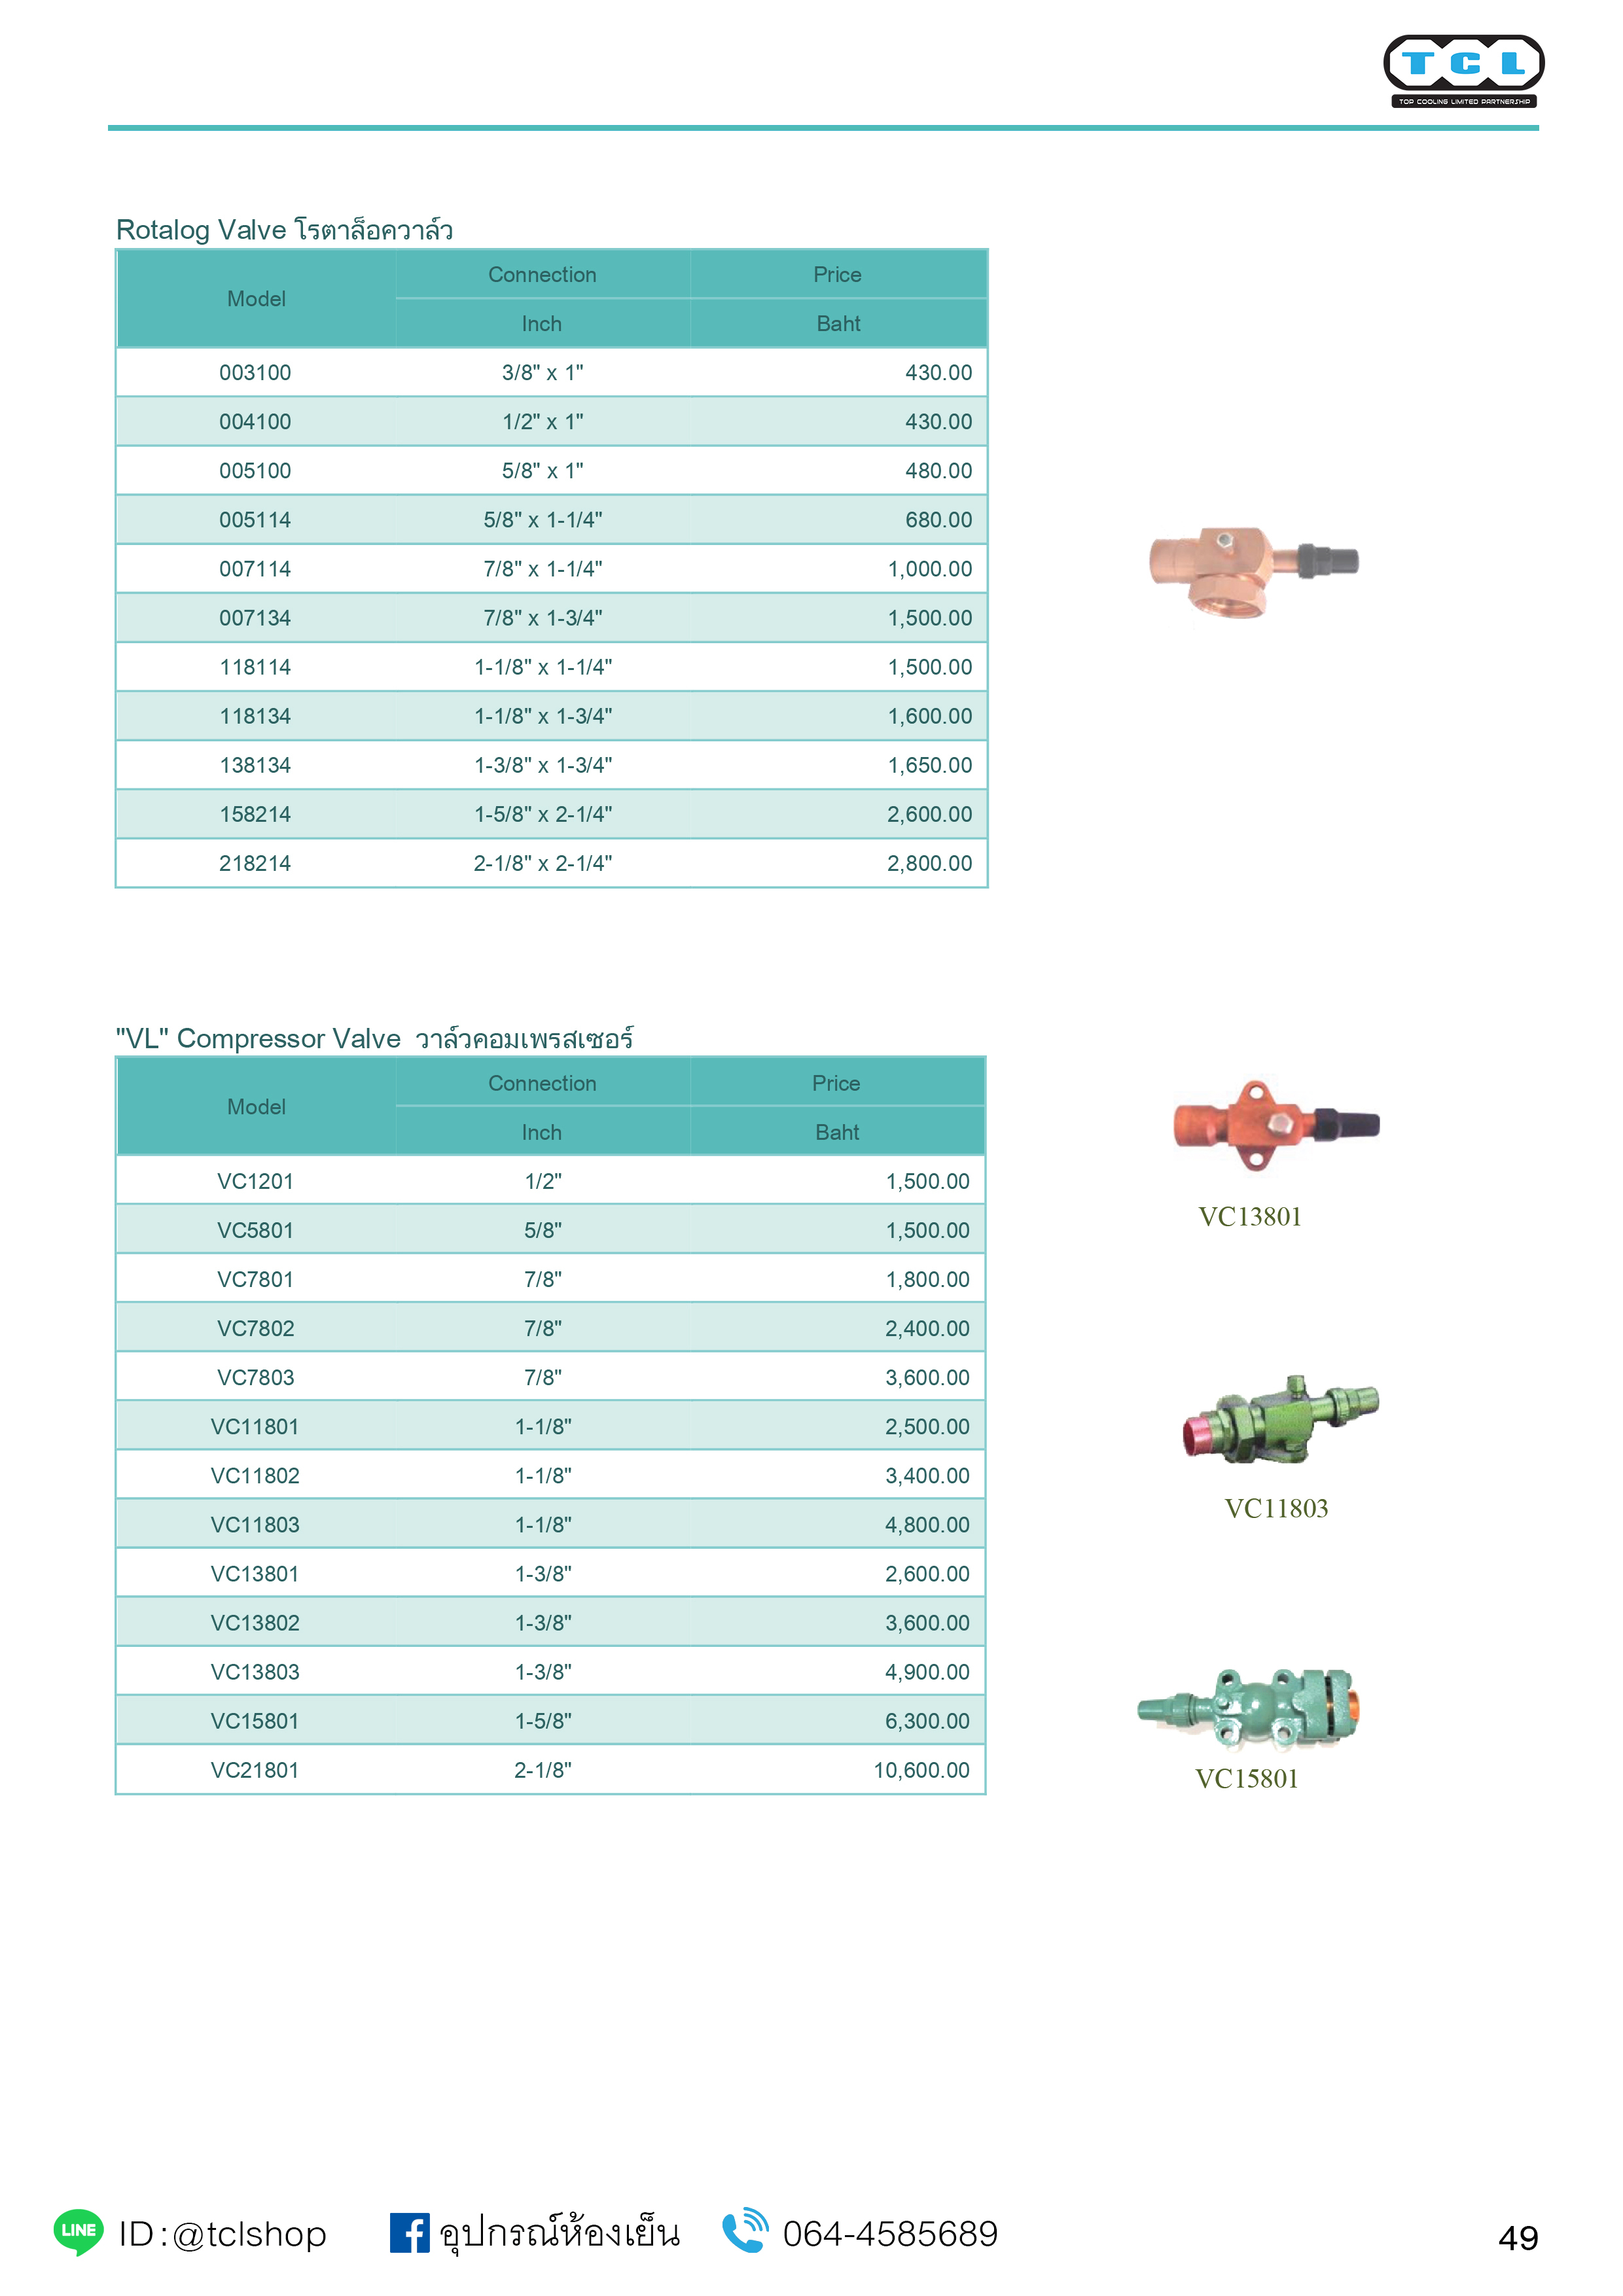 TCL
TOP COOLING LIMITED PARTNERSHIP
Rotalog Valve โรตาล็อควาล์ว
Model Connection Price
Inch Baht
003100 3/8" x 1" 430.00
004100 1/2" x 1" 430.00
005100 5/8" x 1" 480.00
005114 5/8" x 1-1/4" 680.00
007114 7/8" x 1-1/4" 1,000.00
007134 7/8" x 1-3/4" 1,500.00
118114 1-1/8" x 1-1/4" 1,500.00
118134 1-1/8" x 1-3/4" 1,600.00
138134 1-3/8" x 1-3/4" 1,650.00
158214 1-5/8" x 2-1/4" 2,600.00
218214 2-1/8" x 2-1/4" 2,800.00
"VL" Compressor Valve วาล์วคอมเพรสเซอร์
Model Connection Price
Inch Baht
VC1201 1/2" 1,500.00
VC5801 5/8" 1,500.00
VC7801 7/8" 1,800.00
VC7802 7/8" 2,400.00
VC7803 7/8" 3,600.00
VC11801 1-1/8" 2,500.00
VC11802 1-1/8" 3,400.00
VC11803 1-1/8" 4,800.00
VC13801 1-3/8" 2,600.00
VC13802 1-3/8" 3,600.00
VC13803 1-3/8" 4,900.00
VC15801 1-5/8" 6,300.00
VC21801 2-1/8" 10,600.00
VC13801
VC11803
VC15801
LINE ID : @tclshop อุปกรณ์ห้องเย็น 064-4585689 49